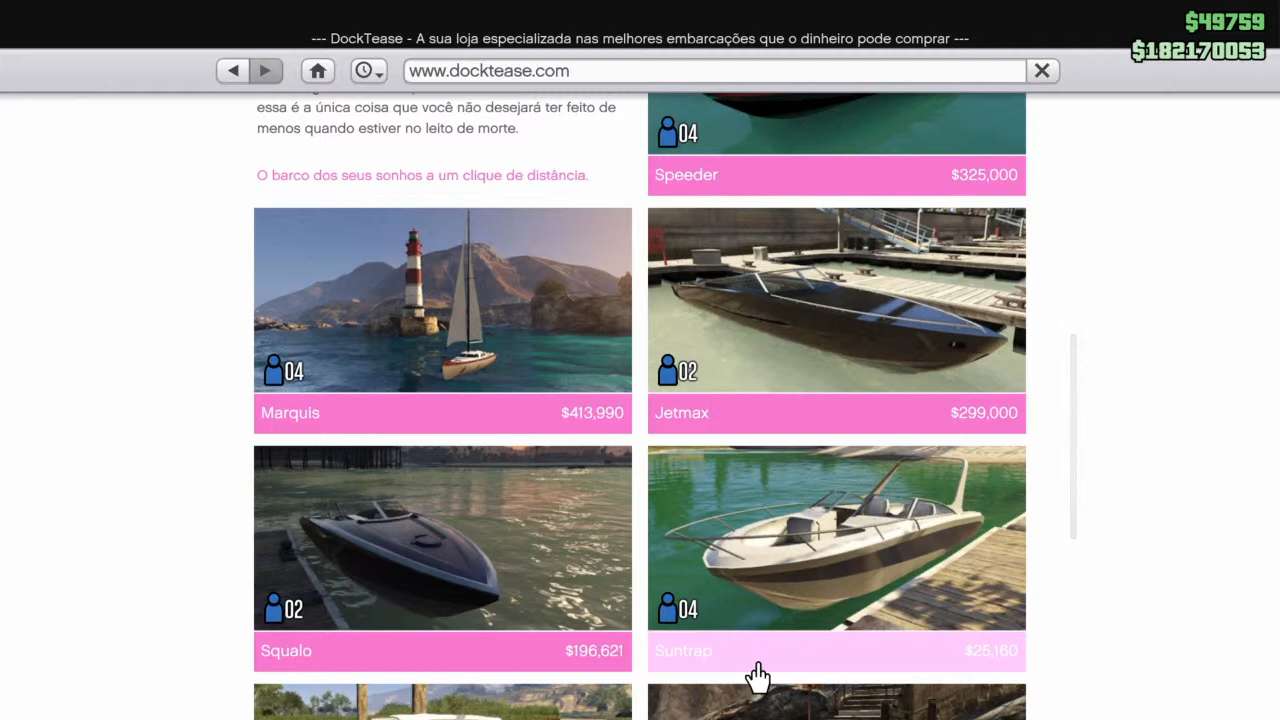 $49759
--- DockTease - A sua loja especializada nas melhores embarcações que o dinheiro pode comprar ---
$182170053
www.docktease.com
essa é a única coisa que você não desejará ter feito de
menos quando estiver no leito de morte.
04
O barco dos seus sonhos a um clique de distância.
Speeder $325,000
04
02
Marquis $413,990
Jetmax $299,000
02
04
Squalo $196,621
Suntrap $25,160